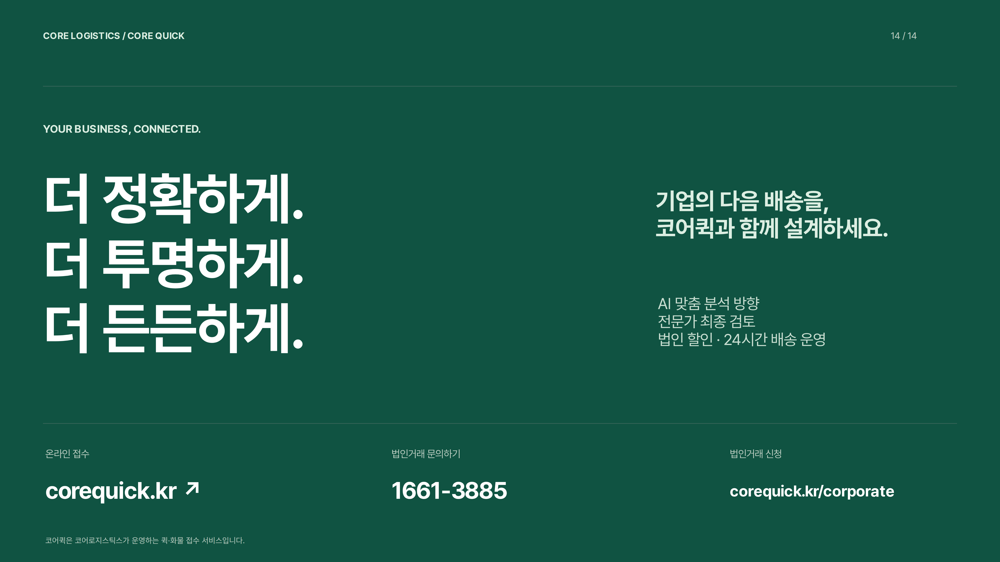 CORE LOGISTICS / CORE QUICK
14 / 14
YOUR BUSINESS, CONNECTED.
더 정확하게.
더 투명하게.
더 든든하게.
기업의 다음 배송을,
코어퀵과 함께 설계하세요.
AI 맞춤 분석 방향
전문가 최종 검토
법인 할인 · 24시간 배송 운영
온라인 접수
corequick.kr ↗
법인거래 문의하기
1661-3885
법인거래 신청
corequick.kr/corporate
코어퀵은 코어로지스틱스가 운영하는 퀵·화물 접수 서비스입니다.